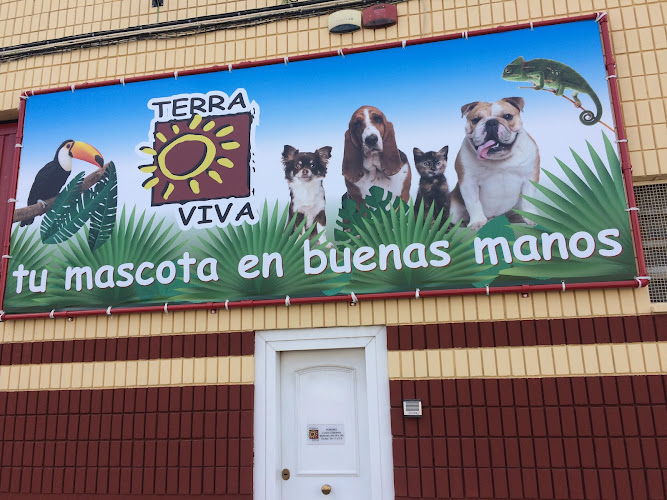 TERRA
VIVA
tu mascota en buenas manos